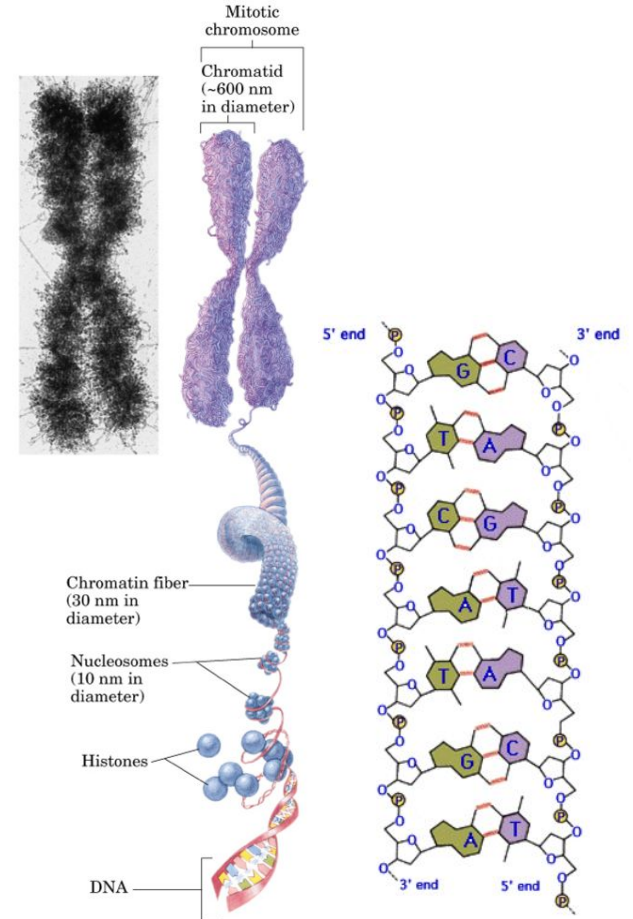 Mitotic
chromosome
Chromatid
(~600 nm
in diameter)
Chromatin fiber
(30 nm in
diameter)
Nucleosomes
(10 nm in
diameter)
Histones
DNA
5' end
3' end
P
O
O
O
G
C
O
O
O
P
P
O
O
O
T
A
O
O
O
P
P
O
O
O
C
G
O
O
O
P
P
O
O
O
A
T
O
O
O
P
P
O
O
O
T
A
O
O
O
P
P
O
O
O
G
C
O
O
O
P
P
O
O
O
A
T
O
O
O
P
3' end
5' end